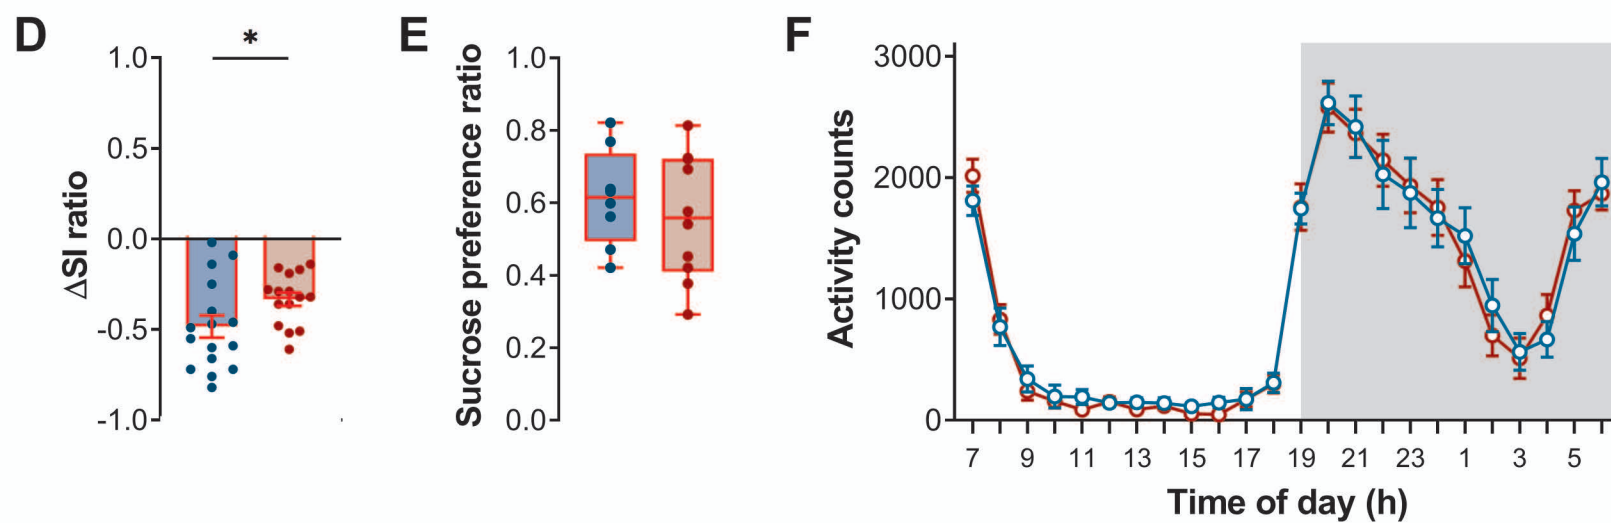 D
*
ΔSI ratio
1.0
0.5
0.0
-0.5
-1.0
E
Sucrose preference ratio
1.0
0.8
0.6
0.4
0.2
0.0
F
Activity counts
3000
2000
1000
0
7 9 11 13 15 17 19 21 23 1 3 5
Time of day (h)